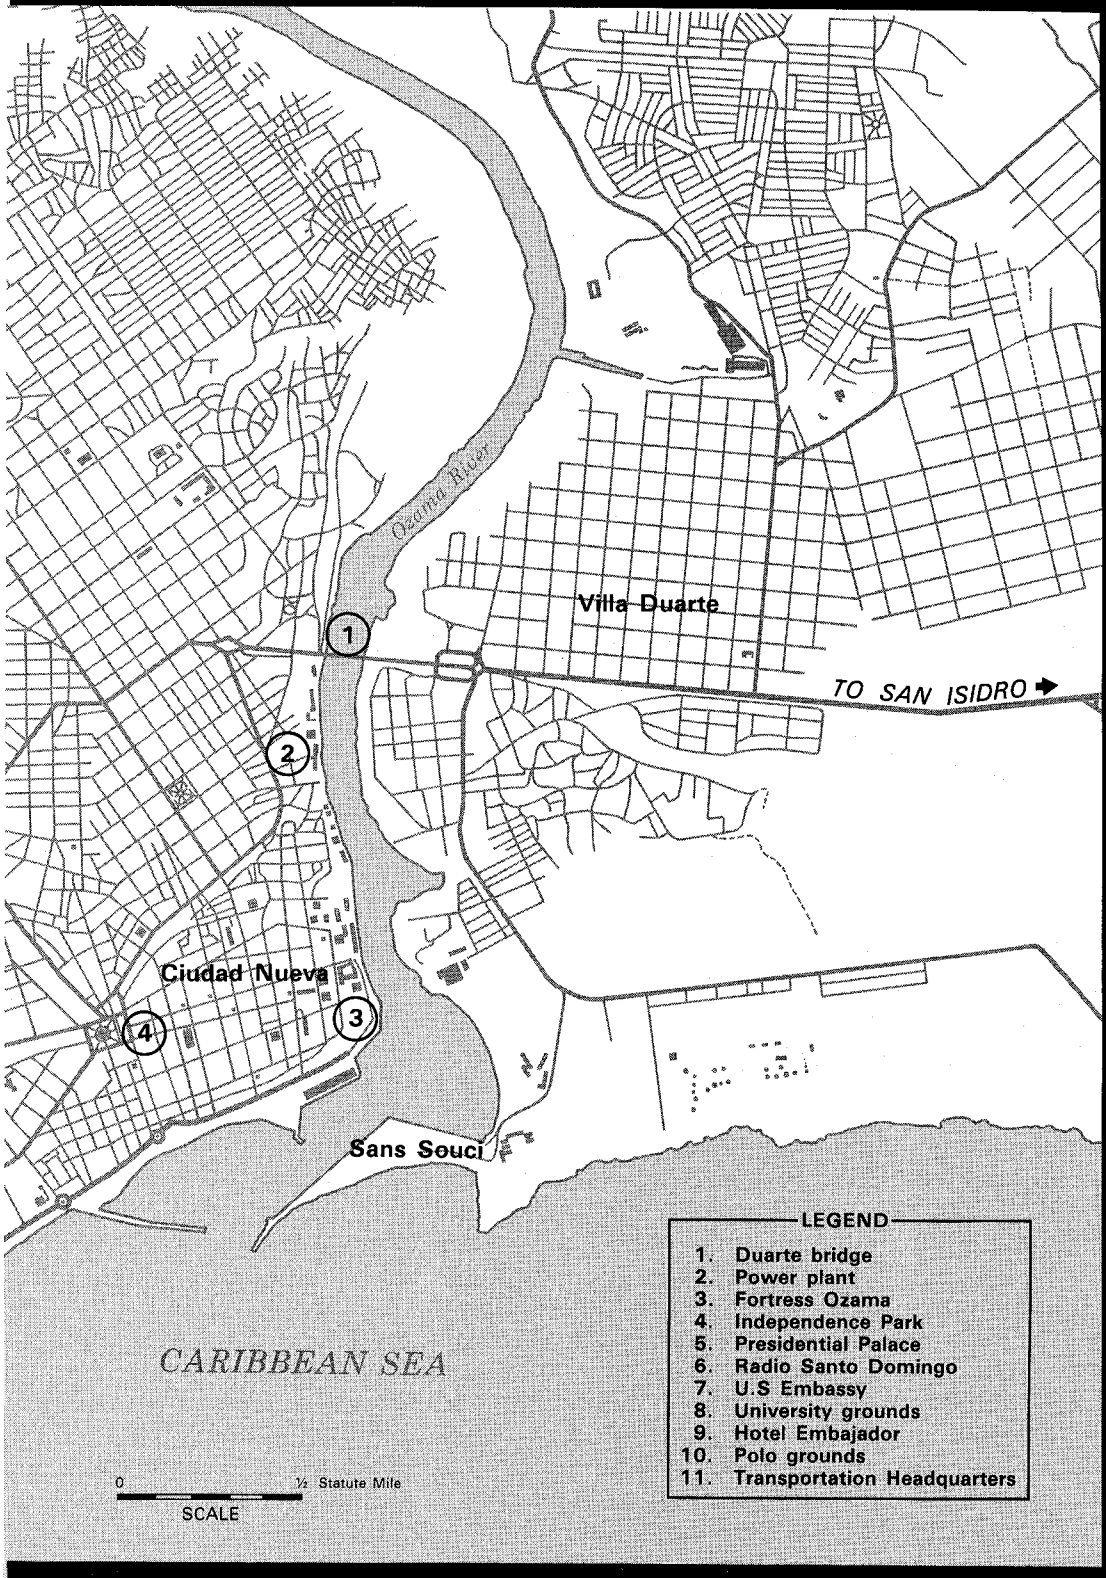 Ozama River
1
Villa Duarte
TO SAN ISIDRO
2
Ciudad Nueva
3
4
Sans Souci
LEGEND
1. Duarte bridge
2. Power plant
3. Fortress Ozama
4. Independence Park
5. Presidential Palace
6. Radio Santo Domingo
7. U.S Embassy
8. University grounds
9. Hotel Embajador
10. Polo grounds
11. Transportation Headquarters
CARIBBEAN SEA
0 ½ Statute Mile
SCALE